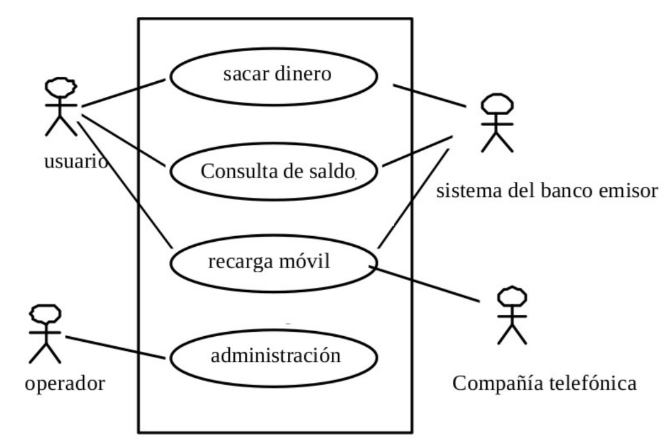 sacar dinero
usuario
Consulta de saldo
sistema del banco emisor
recarga móvil
administración
operador
Compañía telefónica